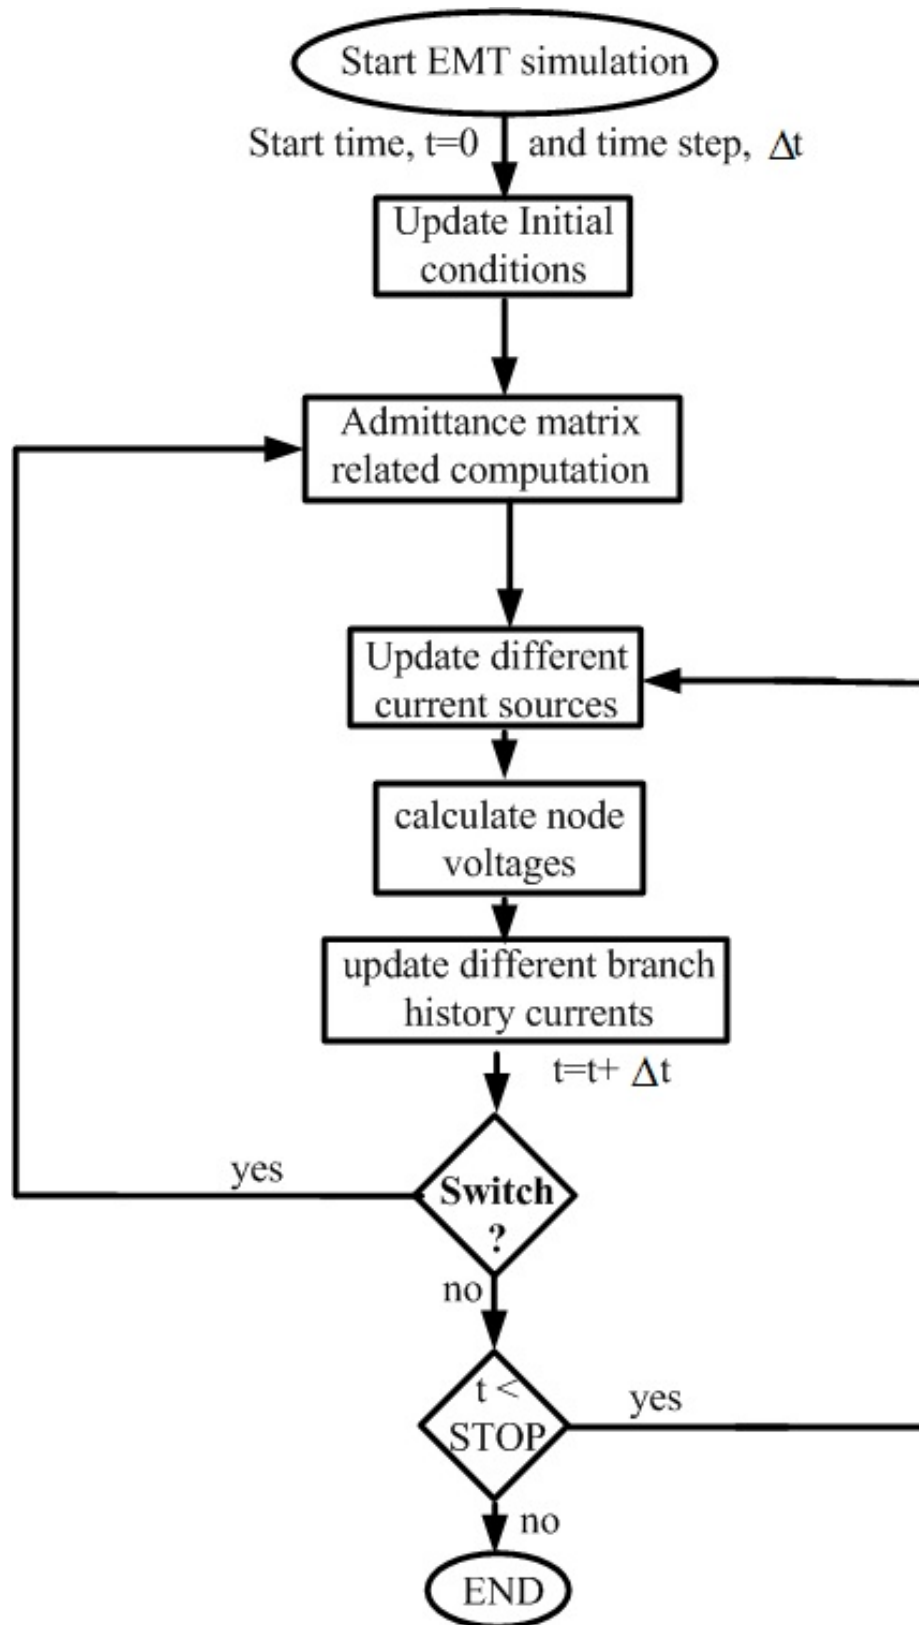 Start EMT simulation
Start time, t=0 and time step, Δt
Update Initial
conditions
Admittance matrix
related computation
Update different
current sources
calculate node
voltages
update different branch
history currents
t=t+ Δt
yes
Switch
?
no
t <
STOP
yes
no
END